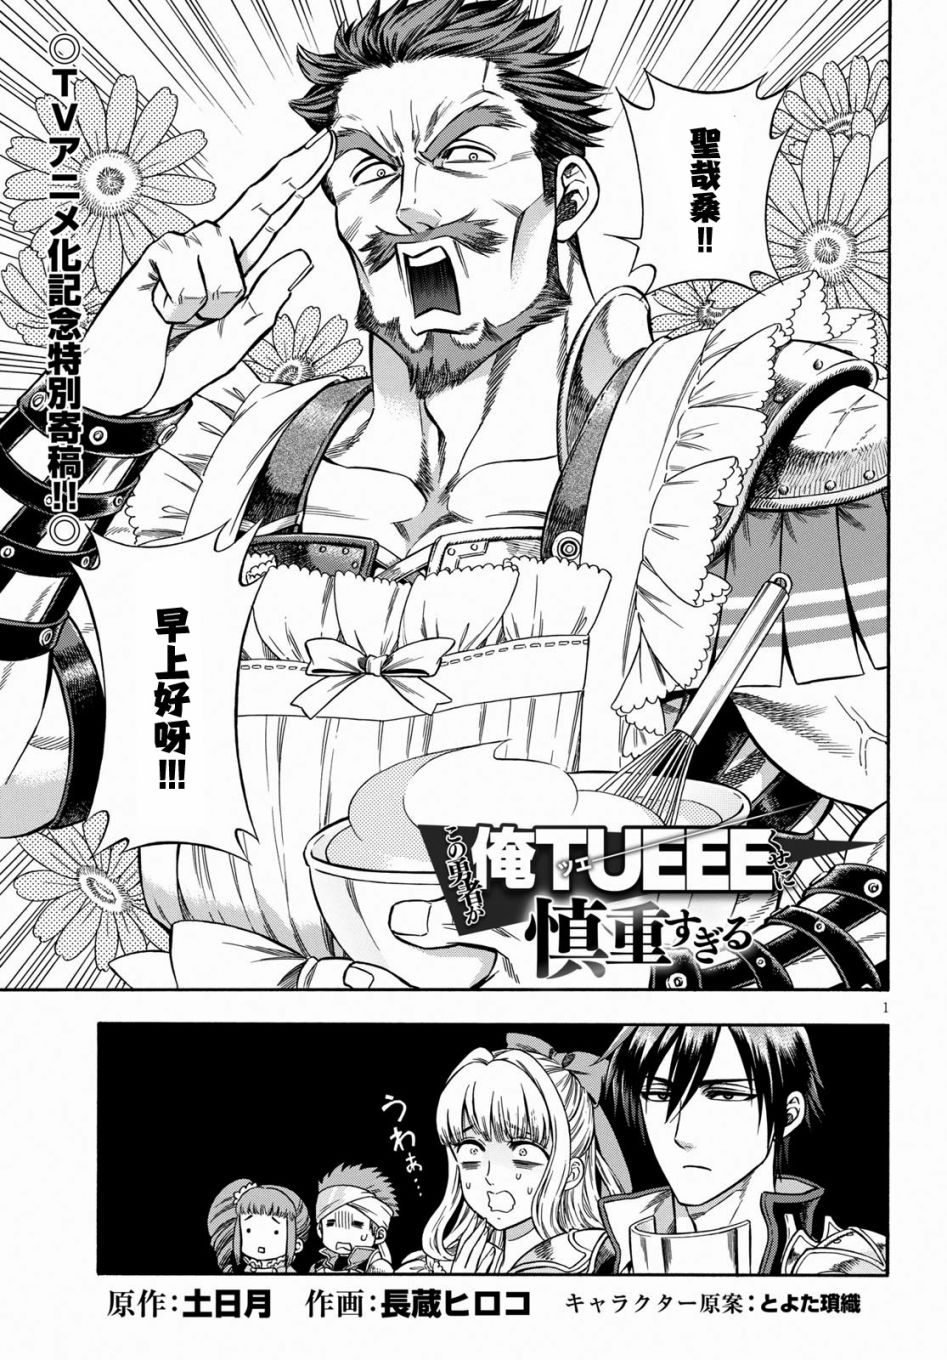 聖哉桑!!
◎TVアニメ化記念特別寄稿!!◎
早上好呀!!!
この勇者が
俺TUEEE
ツエー
くせに
慎重すぎる
1
うわぁ…
原作:土日月 作画:長蔵ヒロコ キャラクター原案:とよた瑣織